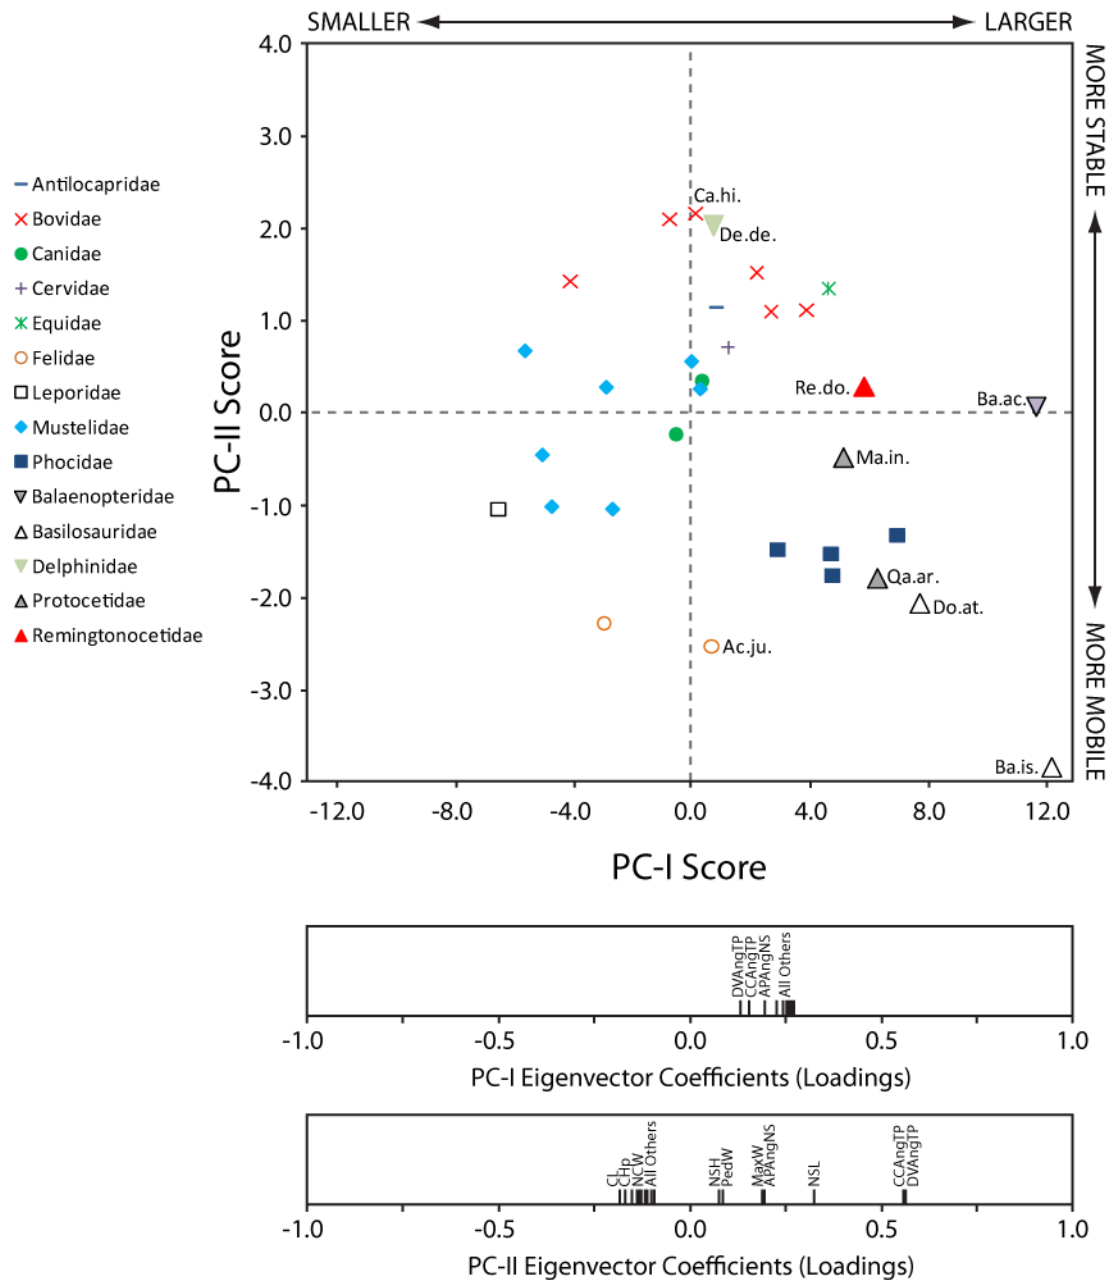 SMALLER LARGER
4.0
3.0
2.0
1.0
0.0
-1.0
-2.0
-3.0
-4.0
PC-II Score
MORE STABLE
MORE MOBILE
Antilocapridae
Bovidae
Canidae
Cervidae
Equidae
Felidae
Leporidae
Mustelidae
Phocidae
Balaenopteridae
Basilosauridae
Delphinidae
Protocetidae
Remingtonocetidae
Ca.hi.
De.de.
Re.do.
Ba.ac.
Ma.in.
Qa.ar.
Do.at.
Ac.ju.
Ba.is.
-12.0 -8.0 -4.0 0.0 4.0 8.0 12.0
PC-I Score
DVAngTP
CCAngTP
APAngNS
All Others
-1.0 -0.5 0.0 0.5 1.0
PC-I Eigenvector Coefficients (Loadings)
CL
CHp
NCW
All Others
NSH
PedW
MaxW
APAngNS
NSL
CCAngTP
DVAngTP
-1.0 -0.5 0.0 0.5 1.0
PC-II Eigenvector Coefficients (Loadings)